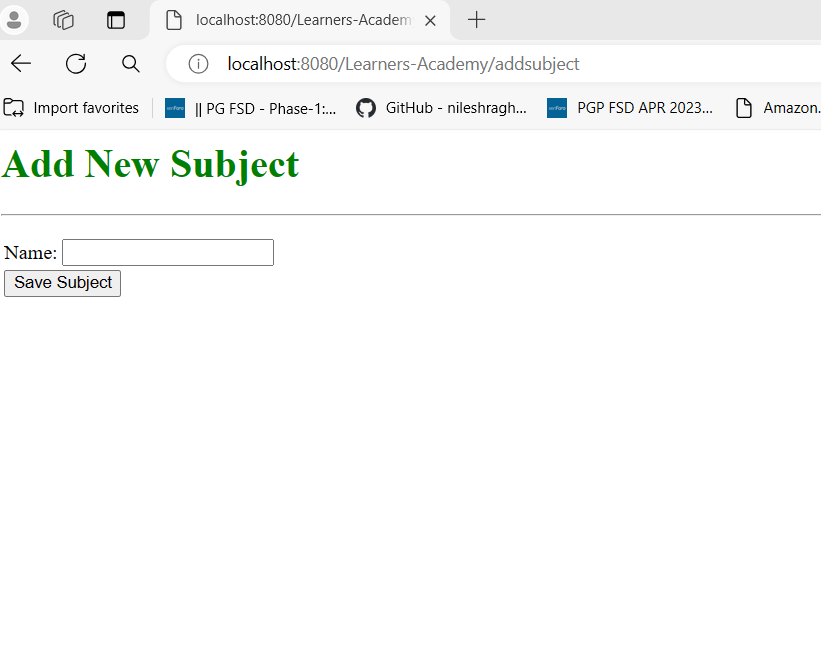 localhost:8080/Learners-Academ
localhost:8080/Learners-Academy/addsubject
Import favorites || PG FSD - Phase-1:... GitHub - nileshragh... PGP FSD APR 2023... Amazon.
Add New Subject
Name:
Save Subject